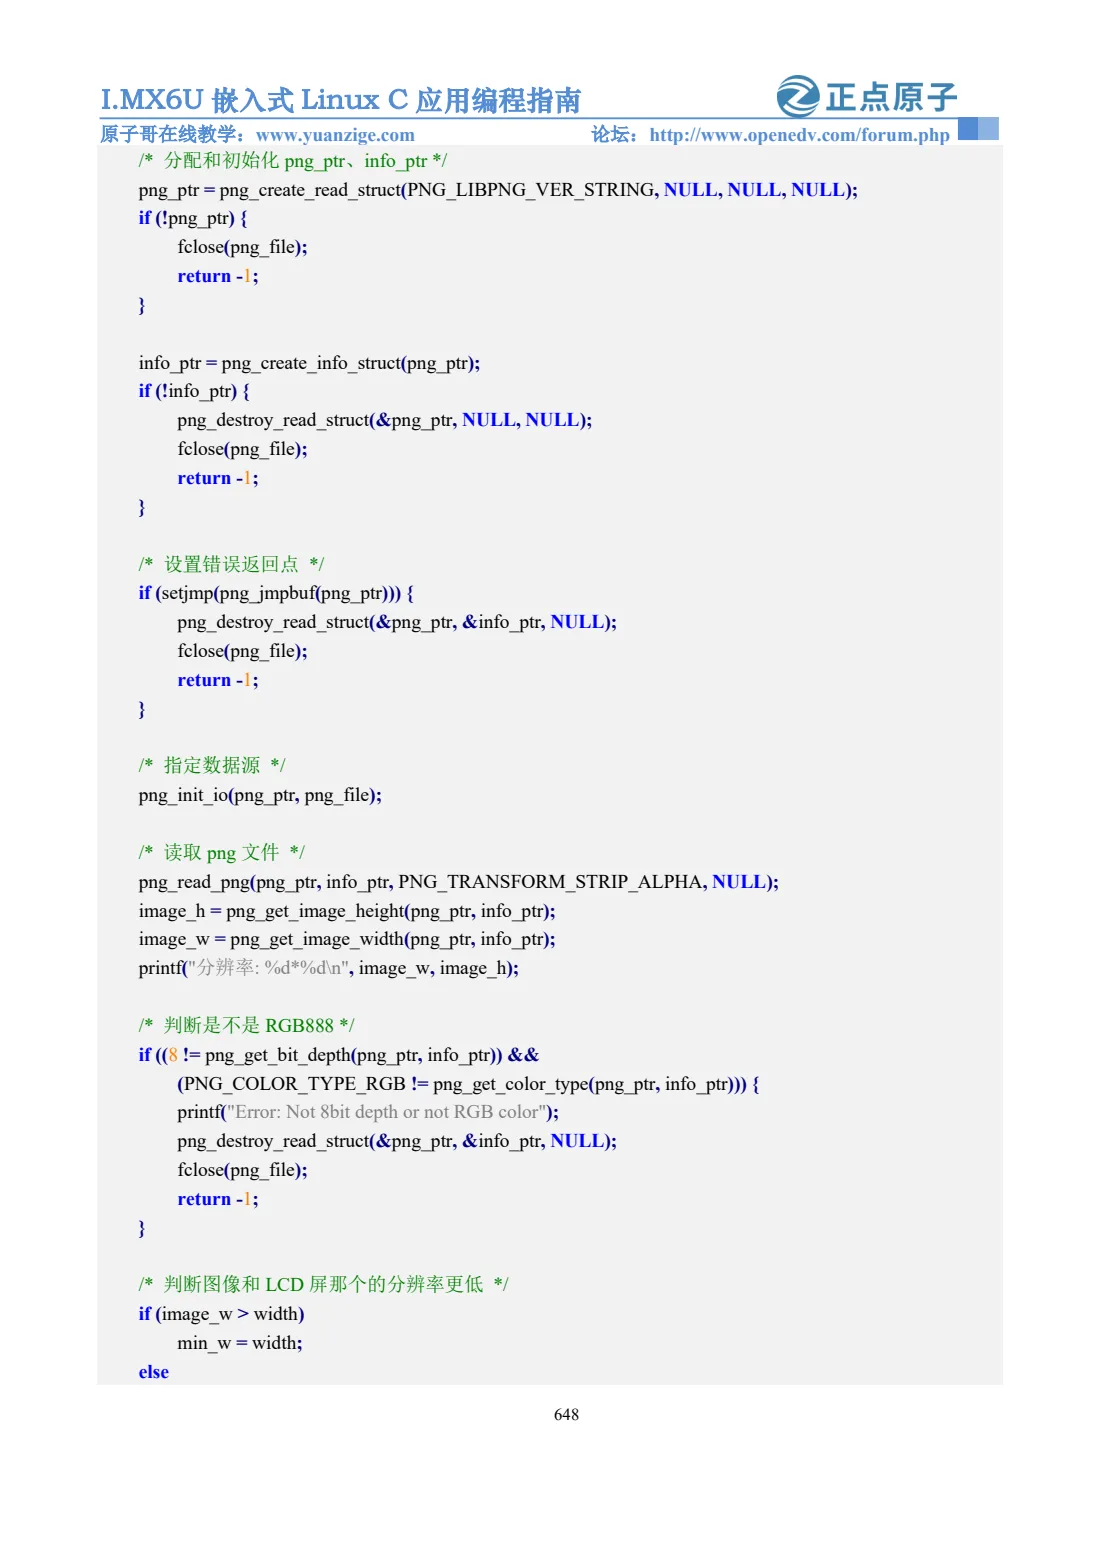 I.MX6U 嵌入式 Linux C 应用编程指南
正点原子
原子哥在线教学：www.yuanzige.com 论坛：http://www.openedv.com/forum.php
/* 分配和初始化 png_ptr、info_ptr */
png_ptr = png_create_read_struct(PNG_LIBPNG_VER_STRING, NULL, NULL, NULL);
if (!png_ptr) {
fclose(png_file);
return -1;
}
info_ptr = png_create_info_struct(png_ptr);
if (!info_ptr) {
png_destroy_read_struct(&png_ptr, NULL, NULL);
fclose(png_file);
return -1;
}
/* 设置错误返回点 */
if (setjmp(png_jmpbuf(png_ptr))) {
png_destroy_read_struct(&png_ptr, &info_ptr, NULL);
fclose(png_file);
return -1;
}
/* 指定数据源 */
png_init_io(png_ptr, png_file);
/* 读取 png 文件 */
png_read_png(png_ptr, info_ptr, PNG_TRANSFORM_STRIP_ALPHA, NULL);
image_h = png_get_image_height(png_ptr, info_ptr);
image_w = png_get_image_width(png_ptr, info_ptr);
printf("分辨率: %d*%d\n", image_w, image_h);
/* 判断是不是 RGB888 */
if ((8 != png_get_bit_depth(png_ptr, info_ptr)) &&
(PNG_COLOR_TYPE_RGB != png_get_color_type(png_ptr, info_ptr))) {
printf("Error: Not 8bit depth or not RGB color");
png_destroy_read_struct(&png_ptr, &info_ptr, NULL);
fclose(png_file);
return -1;
}
/* 判断图像和 LCD 屏那个的分辨率更低 */
if (image_w > width)
min_w = width;
else
648